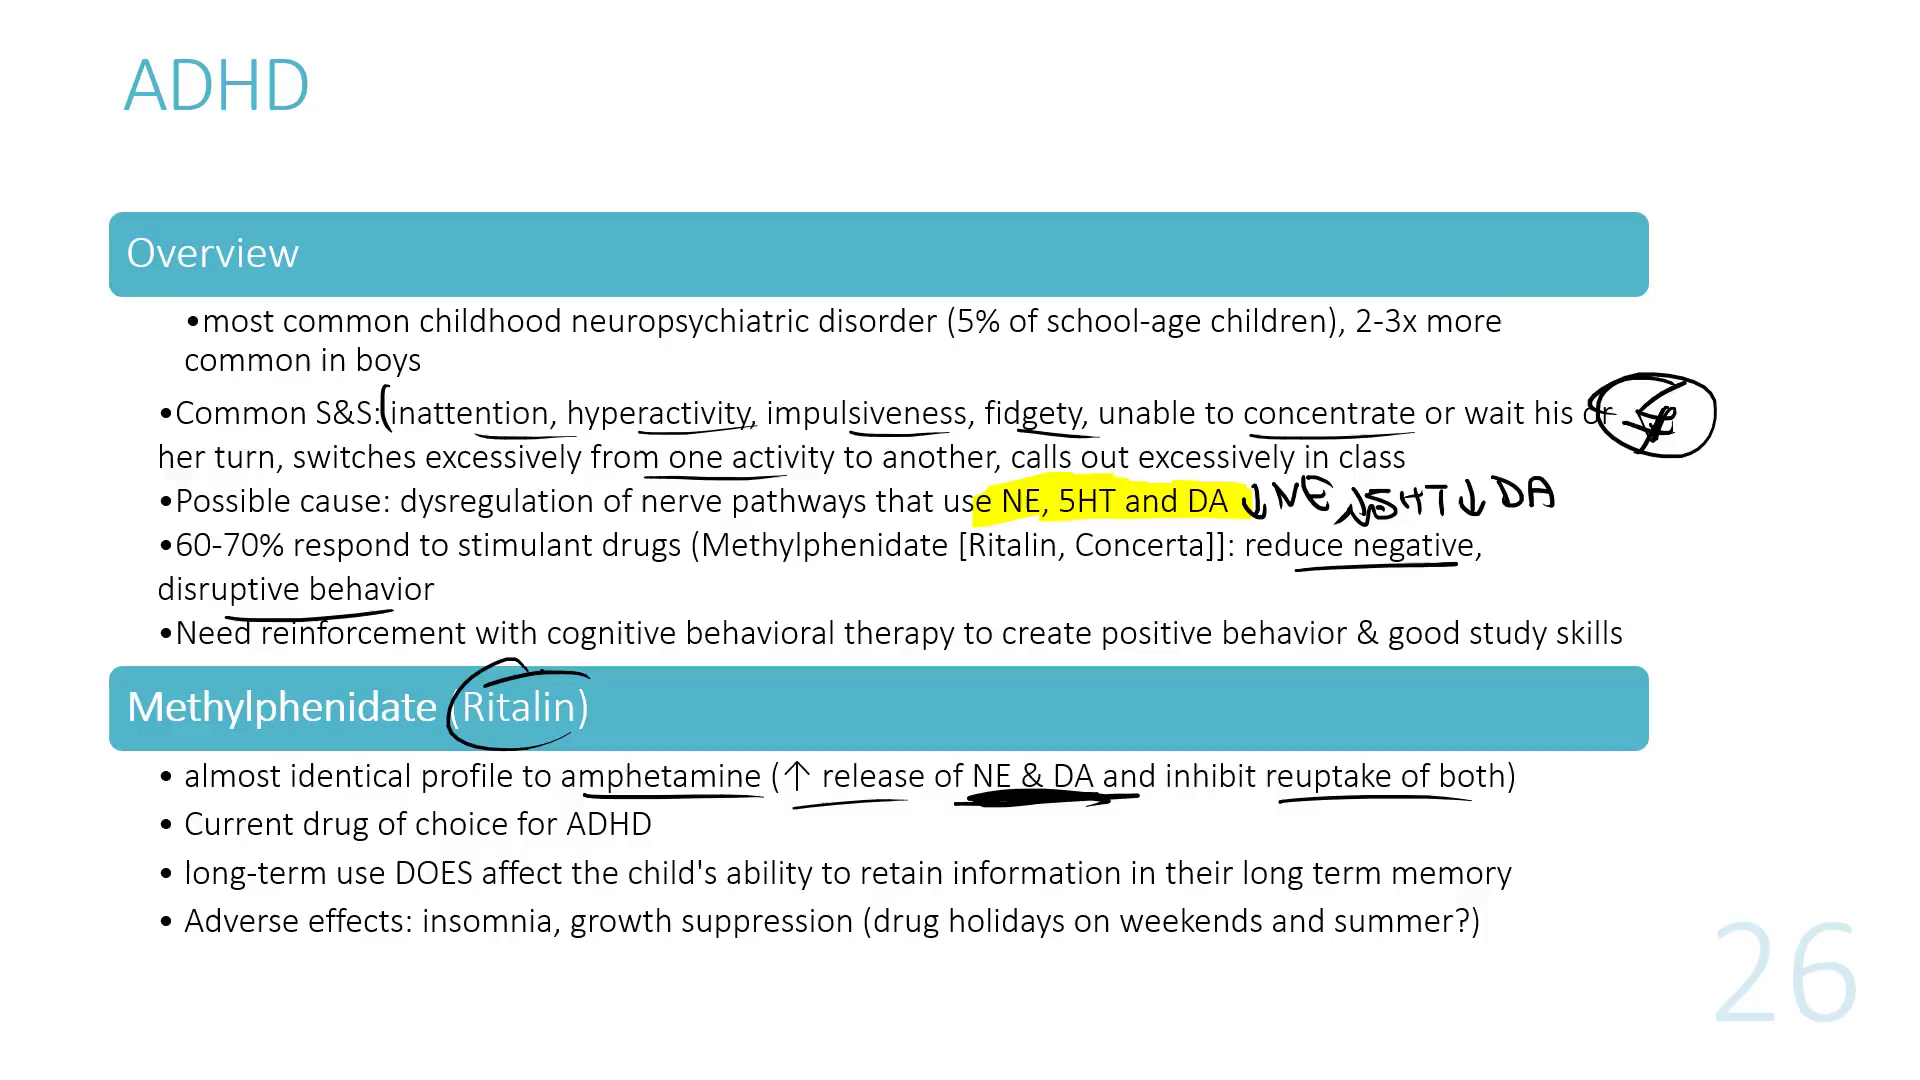 ADHD
Overview
•most common childhood neuropsychiatric disorder (5% of school-age children), 2-3x more
common in boys
•Common S&S: inattention, hyperactivity, impulsiveness, fidgety, unable to concentrate or wait his or
her turn, switches excessively from one activity to another, calls out excessively in class
•Possible cause: dysregulation of nerve pathways that use NE, 5HT and DA ↓NE ↓5HT ↓DA
•60-70% respond to stimulant drugs (Methylphenidate [Ritalin, Concerta]]: reduce negative,
disruptive behavior
•Need reinforcement with cognitive behavioral therapy to create positive behavior & good study skills
Methylphenidate (Ritalin)
• almost identical profile to amphetamine (↑ release of NE & DA and inhibit reuptake of both)
• Current drug of choice for ADHD
• long-term use DOES affect the child's ability to retain information in their long term memory
• Adverse effects: insomnia, growth suppression (drug holidays on weekends and summer?)
26